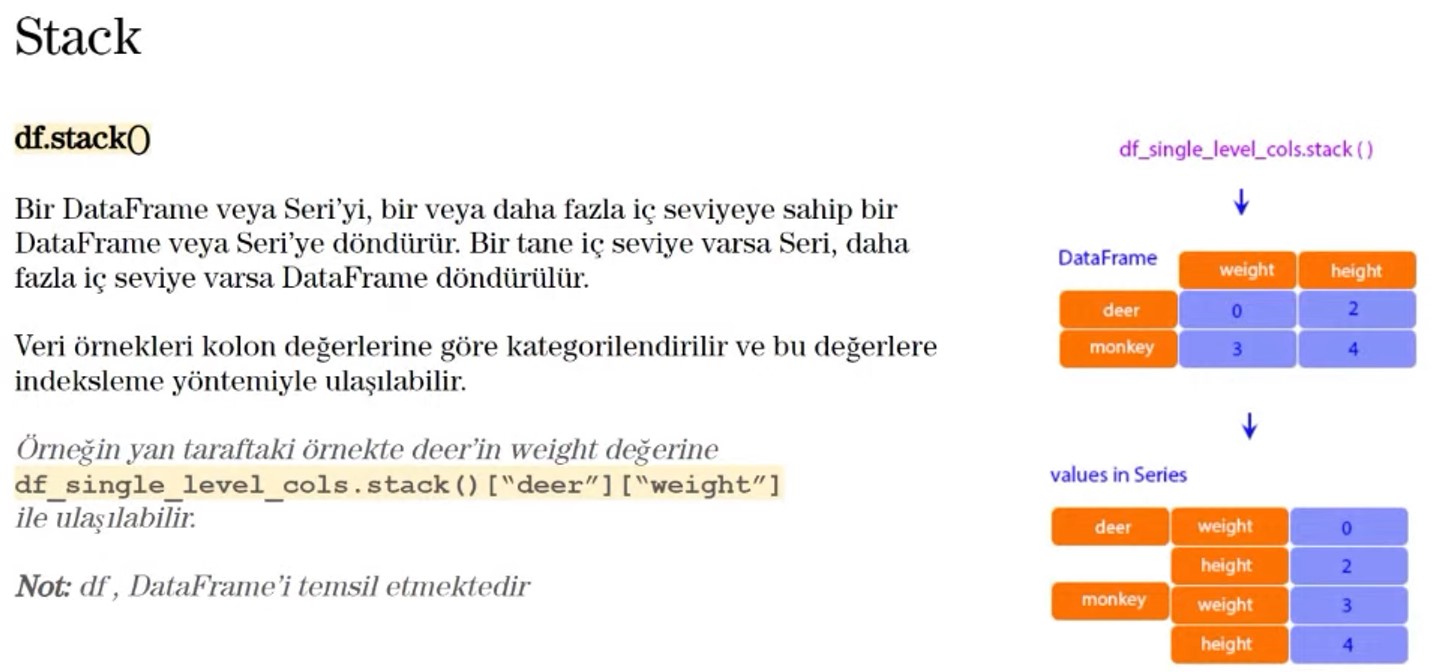 Stack
df.stack()
Bir DataFrame veya Seri’yi, bir veya daha fazla iç seviyeye sahip bir
DataFrame veya Seri’ye döndürür. Bir tane iç seviye varsa Seri, daha
fazla iç seviye varsa DataFrame döndürülür.
Veri örnekleri kolon değerlerine göre kategorilendirilir ve bu değerlere
indeksleme yöntemiyle ulaşılabilir.
Örneğin yan taraftaki örnekte deer’in weight değerine
df_single_level_cols.stack()[“deer”][“weight”]
ile ulaşılabilir.
Not: df , DataFrame’i temsil etmektedir
df_single_level_cols.stack ( )
DataFrame weight height
deer 0 2
monkey 3 4
values in Series
deer weight 0
height 2
monkey weight 3
height 4